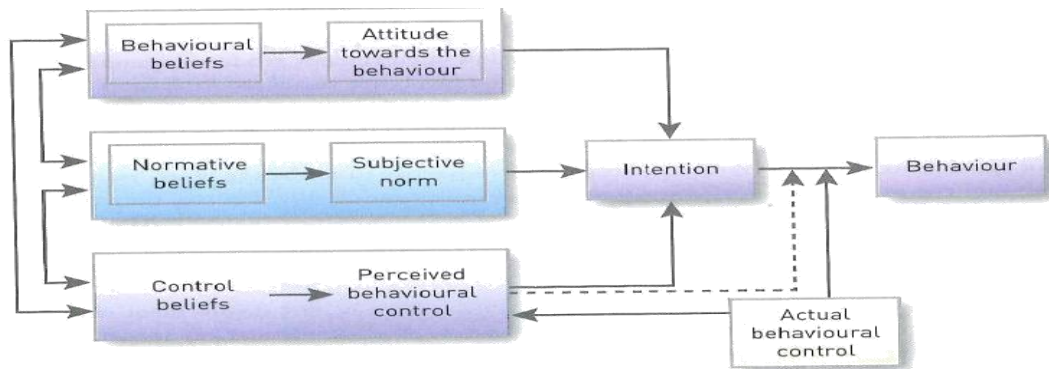 Behavioural
beliefs
Attitude
towards the
behaviour
Normative
beliefs
Subjective
norm
Intention
Behaviour
Control
beliefs
Perceived
behavioural
control
Actual
behavioural
control